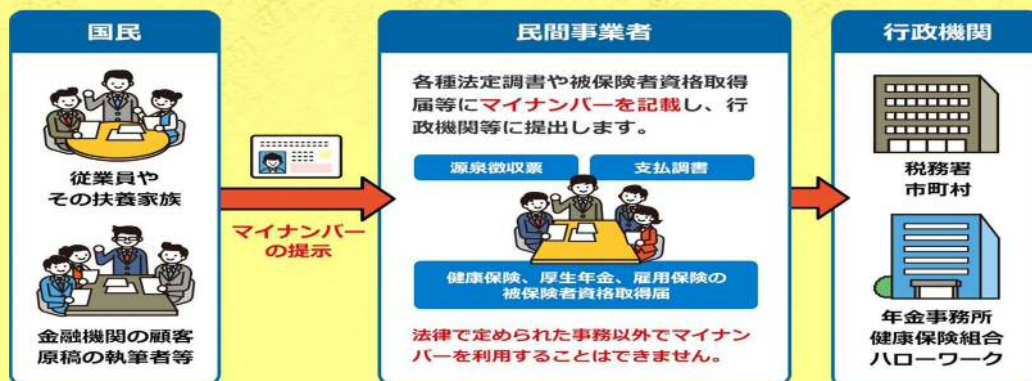 国民
従業員や
その扶養家族
金融機関の顧客
原稿の執筆者等
マイナンバー
の提示
民間事業者
各種法定調書や被保険者資格取得
届等にマイナンバーを記載し、行
政機関等に提出します。
源泉徴収票
支払調書
健康保険、厚生年金、雇用保険の
被保険者資格取得届
法律で定められた事務以外でマイナン
バーを利用することはできません。
行政機関
税務署
市町村
年金事務所
健康保険組合
ハローワーク